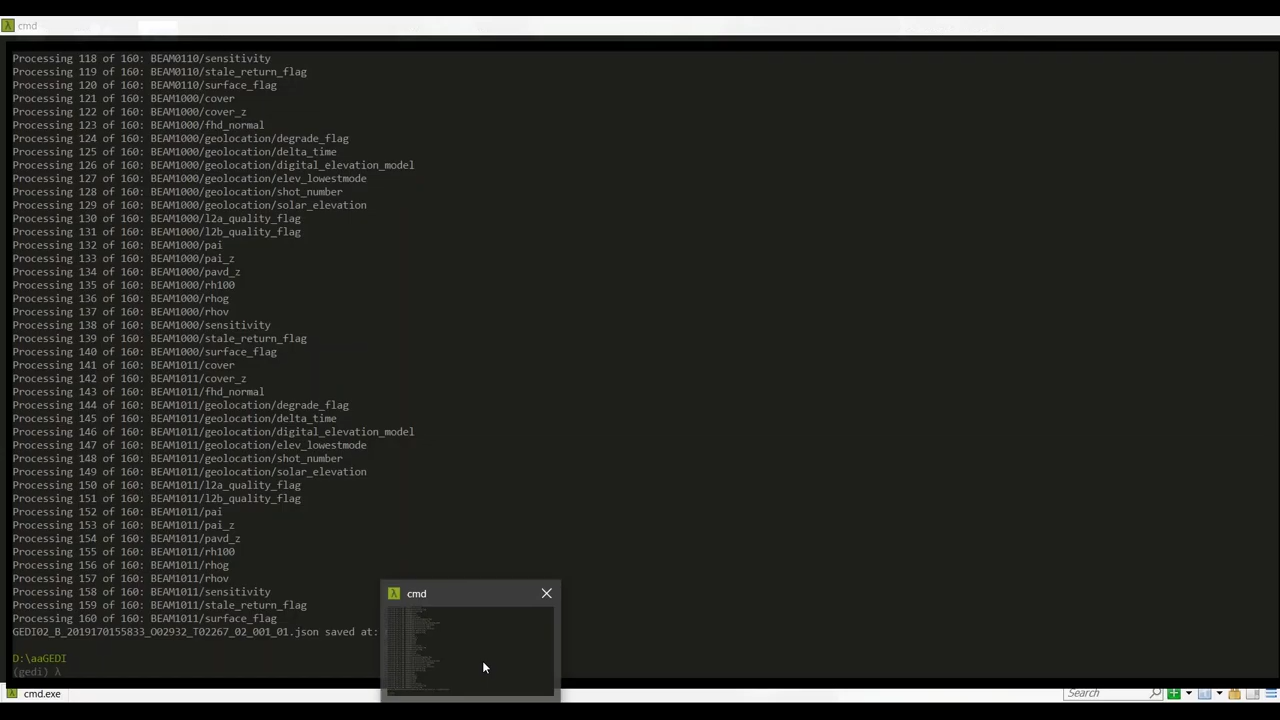 cmd
Processing 118 of 160: BEAM0110/sensitivity
Processing 119 of 160: BEAM0110/stale_return_flag
Processing 120 of 160: BEAM0110/surface_flag
Processing 121 of 160: BEAM1000/cover
Processing 122 of 160: BEAM1000/cover_z
Processing 123 of 160: BEAM1000/fhd_normal
Processing 124 of 160: BEAM1000/geolocation/degrade_flag
Processing 125 of 160: BEAM1000/geolocation/delta_time
Processing 126 of 160: BEAM1000/geolocation/digital_elevation_model
Processing 127 of 160: BEAM1000/geolocation/elev_lowestmode
Processing 128 of 160: BEAM1000/geolocation/shot_number
Processing 129 of 160: BEAM1000/geolocation/solar_elevation
Processing 130 of 160: BEAM1000/l2a_quality_flag
Processing 131 of 160: BEAM1000/l2b_quality_flag
Processing 132 of 160: BEAM1000/pai
Processing 133 of 160: BEAM1000/pai_z
Processing 134 of 160: BEAM1000/pavd_z
Processing 135 of 160: BEAM1000/rh100
Processing 136 of 160: BEAM1000/rhog
Processing 137 of 160: BEAM1000/rhov
Processing 138 of 160: BEAM1000/sensitivity
Processing 139 of 160: BEAM1000/stale_return_flag
Processing 140 of 160: BEAM1000/surface_flag
Processing 141 of 160: BEAM1011/cover
Processing 142 of 160: BEAM1011/cover_z
Processing 143 of 160: BEAM1011/fhd_normal
Processing 144 of 160: BEAM1011/geolocation/degrade_flag
Processing 145 of 160: BEAM1011/geolocation/delta_time
Processing 146 of 160: BEAM1011/geolocation/digital_elevation_model
Processing 147 of 160: BEAM1011/geolocation/elev_lowestmode
Processing 148 of 160: BEAM1011/geolocation/shot_number
Processing 149 of 160: BEAM1011/geolocation/solar_elevation
Processing 150 of 160: BEAM1011/l2a_quality_flag
Processing 151 of 160: BEAM1011/l2b_quality_flag
Processing 152 of 160: BEAM1011/pai
Processing 153 of 160: BEAM1011/pai_z
Processing 154 of 160: BEAM1011/pavd_z
Processing 155 of 160: BEAM1011/rh100
Processing 156 of 160: BEAM1011/rhog
Processing 157 of 160: BEAM1011/rhov
Processing 158 of 160: BEAM1011/sensitivity
Processing 159 of 160: BEAM1011/stale_return_flag
Processing 160 of 160: BEAM1011/surface_flag
GEDI02_B_2019170155833_O02932_T02267_02_001_01.json saved at:
cmd
D:\aaGEDI
(gedi) λ
cmd.exe
Search